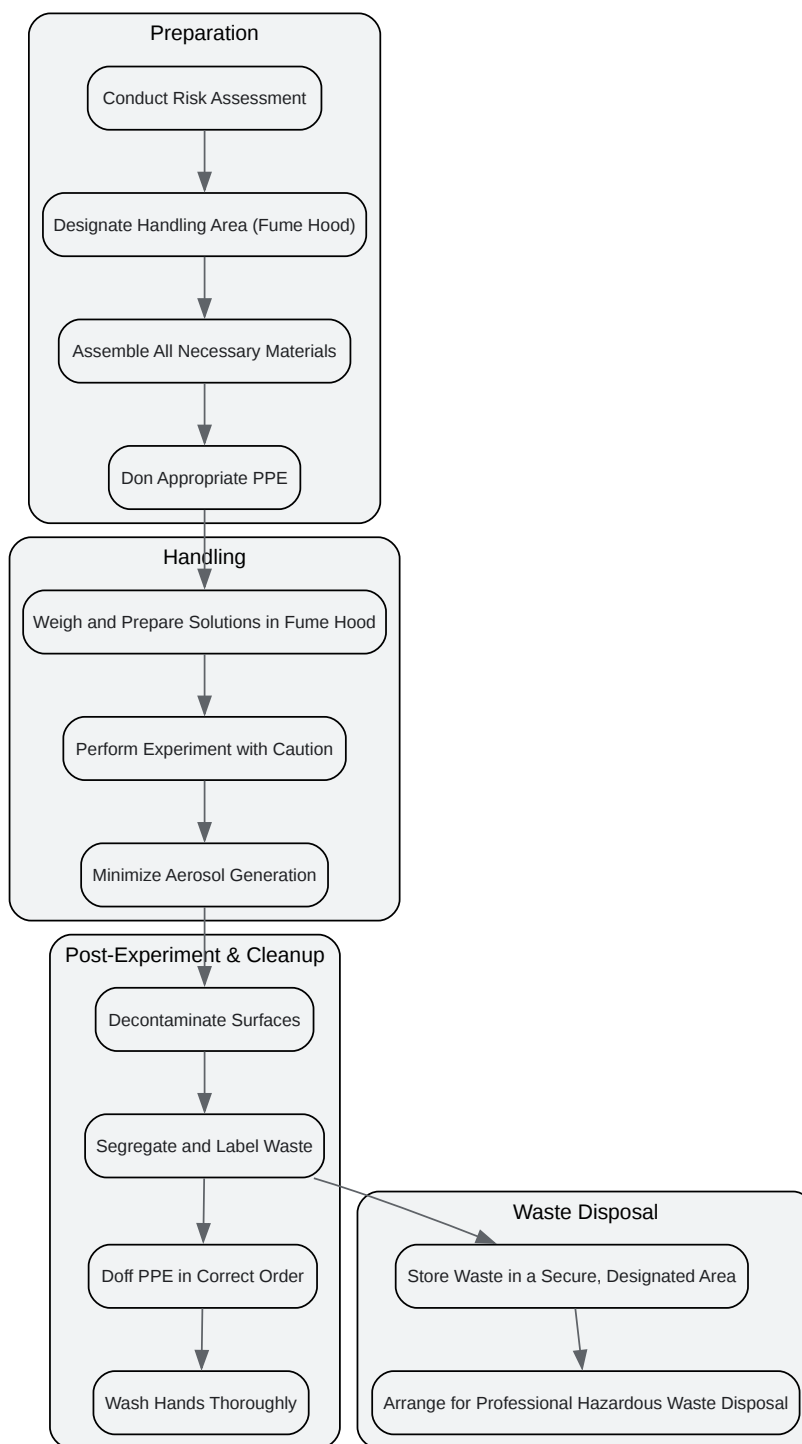 Preparation
Conduct Risk Assessment
Designate Handling Area (Fume Hood)
Assemble All Necessary Materials
Don Appropriate PPE
Handling
Weigh and Prepare Solutions in Fume Hood
Perform Experiment with Caution
Minimize Aerosol Generation
Post-Experiment & Cleanup
Decontaminate Surfaces
Segregate and Label Waste
Doff PPE in Correct Order
Wash Hands Thoroughly
Waste Disposal
Store Waste in a Secure, Designated Area
Arrange for Professional Hazardous Waste Disposal